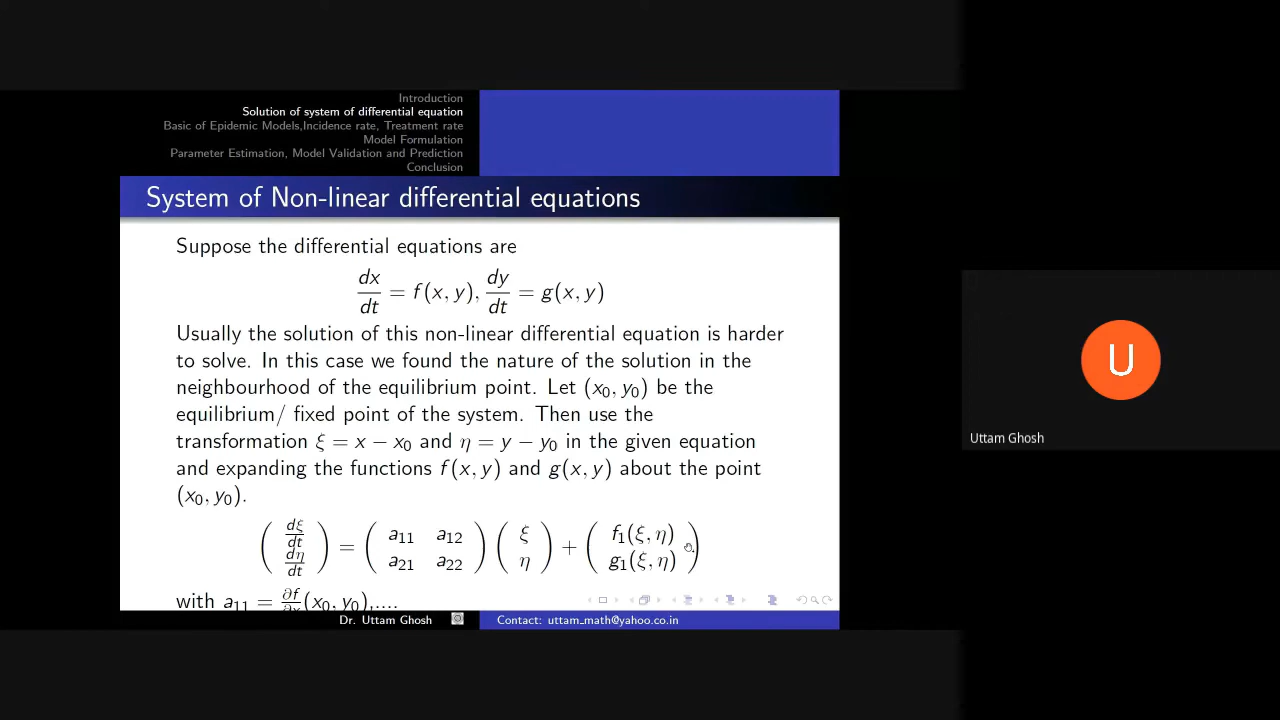 Introduction
Solution of system of differential equation
Basic of Epidemic Models,Incidence rate, Treatment rate
Model Formulation
Parameter Estimation, Model Validation and Prediction
Conclusion
System of Non-linear differential equations
Suppose the differential equations are
dx/dt = f(x, y), dy/dt = g(x, y)
Usually the solution of this non-linear differential equation is harder
to solve. In this case we found the nature of the solution in the
neighbourhood of the equilibrium point. Let (x₀, y₀) be the
equilibrium/ fixed point of the system. Then use the
transformation ξ = x − x₀ and η = y − y₀ in the given equation
and expanding the functions f(x, y) and g(x, y) about the point
(x₀, y₀).
( dξ/dt ; dη/dt ) = ( a₁₁ a₁₂ ; a₂₁ a₂₂ ) ( ξ ; η ) + ( f₁(ξ, η) ; g₁(ξ, η) )
with a₁₁ = ∂f/∂x (x₀, y₀),....
Dr. Uttam Ghosh
Contact: uttam_math@yahoo.co.in
U
Uttam Ghosh